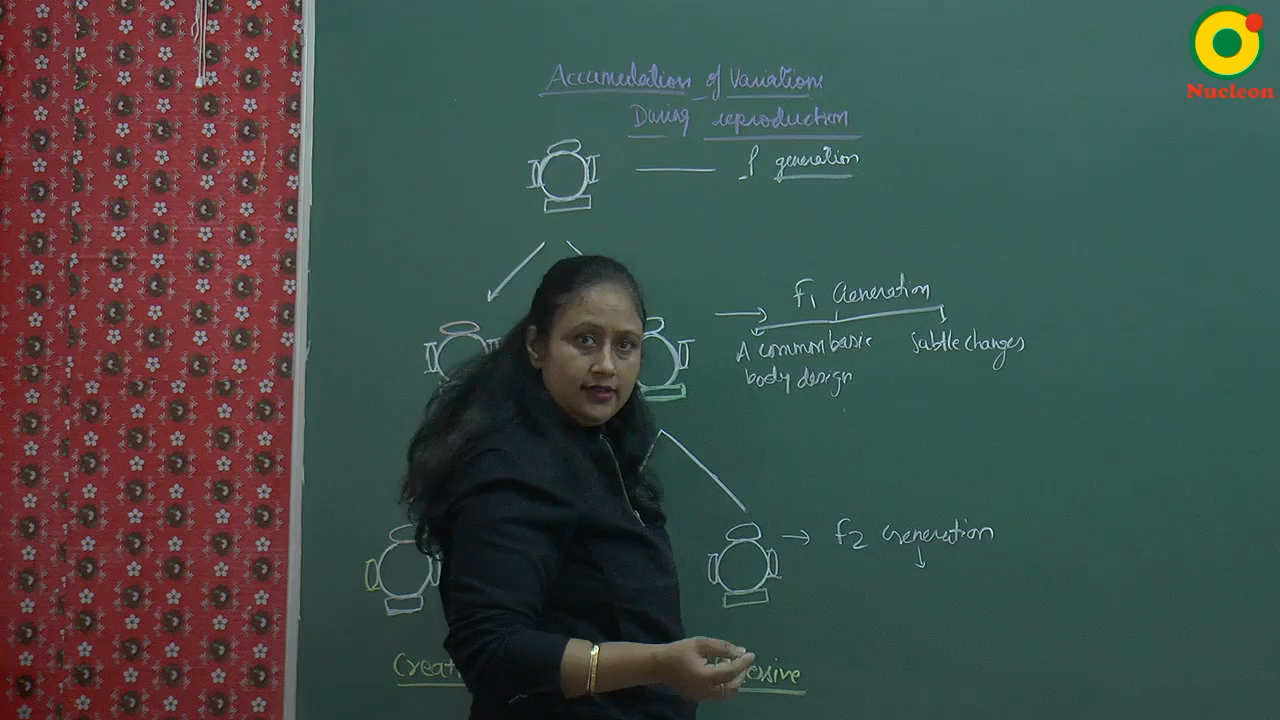 Nucleon
Accumulation of Variations
During reproduction
P generation
F1 Generation
A common basic
body design
Subtle changes
F2 Generation